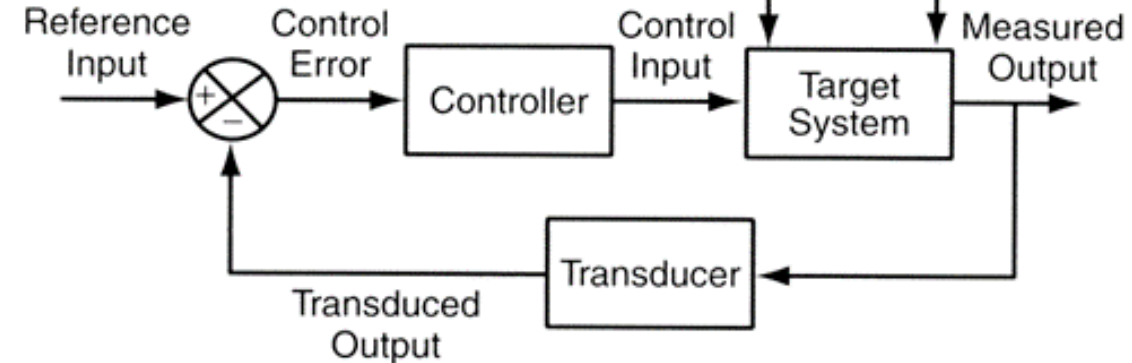 Reference
Input
Control
Error
Control
Input
Measured
Output
+
−
Controller
Target
System
Transducer
Transduced
Output